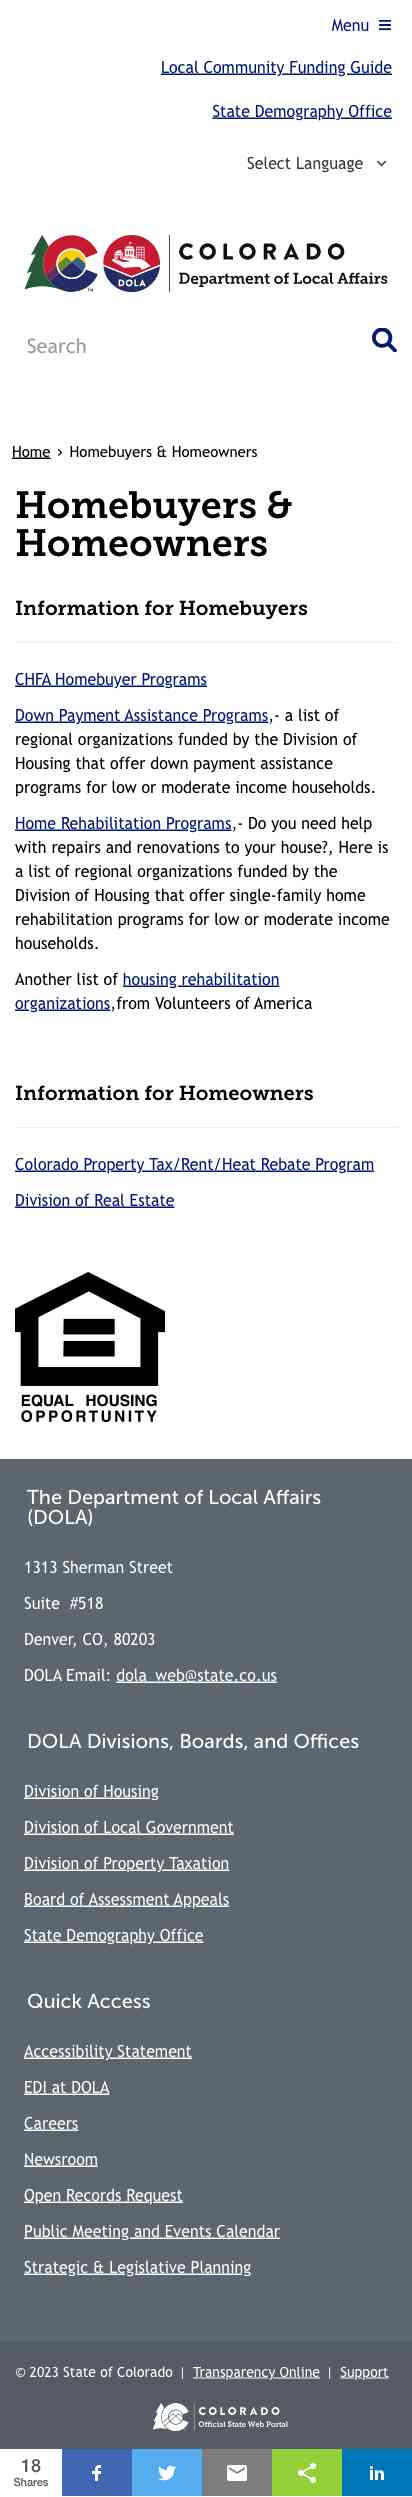 Menu
Local Community Funding Guide
State Demography Office
Select Language
DOLA
TM
COLORADO
Department of Local Affairs
Search
Home › Homebuyers & Homeowners
Homebuyers &
Homeowners
Information for Homebuyers
CHFA Homebuyer Programs
Down Payment Assistance Programs,- a list of
regional organizations funded by the Division of
Housing that offer down payment assistance
programs for low or moderate income households.
Home Rehabilitation Programs,- Do you need help
with repairs and renovations to your house?, Here is
a list of regional organizations funded by the
Division of Housing that offer single-family home
rehabilitation programs for low or moderate income
households.
Another list of housing rehabilitation
organizations,from Volunteers of America
Information for Homeowners
Colorado Property Tax/Rent/Heat Rebate Program
Division of Real Estate
EQUAL HOUSING
OPPORTUNITY
The Department of Local Affairs
(DOLA)
1313 Sherman Street
Suite #518
Denver, CO, 80203
DOLA Email: dola_web@state.co.us
DOLA Divisions, Boards, and Offices
Division of Housing
Division of Local Government
Division of Property Taxation
Board of Assessment Appeals
State Demography Office
Quick Access
Accessibility Statement
EDI at DOLA
Careers
Newsroom
Open Records Request
Public Meeting and Events Calendar
Strategic & Legislative Planning
© 2023 State of Colorado | Transparency Online | Support
COLORADO
Official State Web Portal
18
Shares